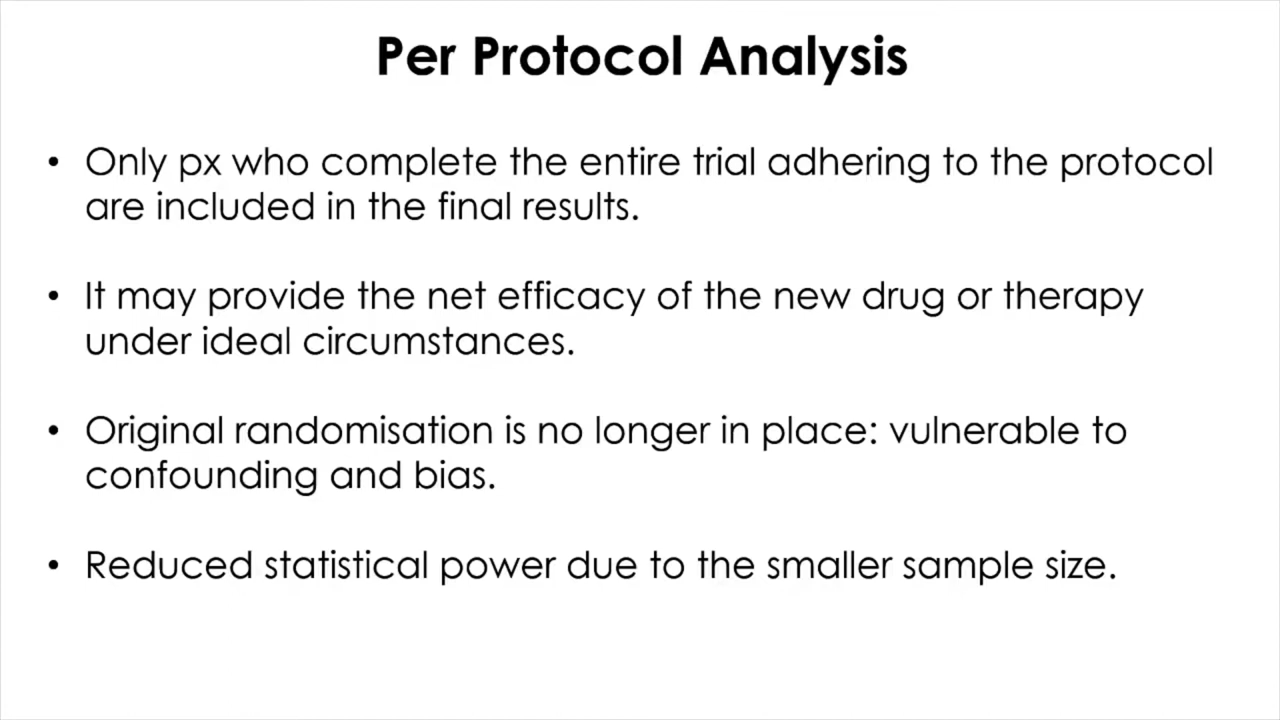 Per Protocol Analysis
• Only px who complete the entire trial adhering to the protocol
are included in the final results.
• It may provide the net efficacy of the new drug or therapy
under ideal circumstances.
• Original randomisation is no longer in place: vulnerable to
confounding and bias.
• Reduced statistical power due to the smaller sample size.